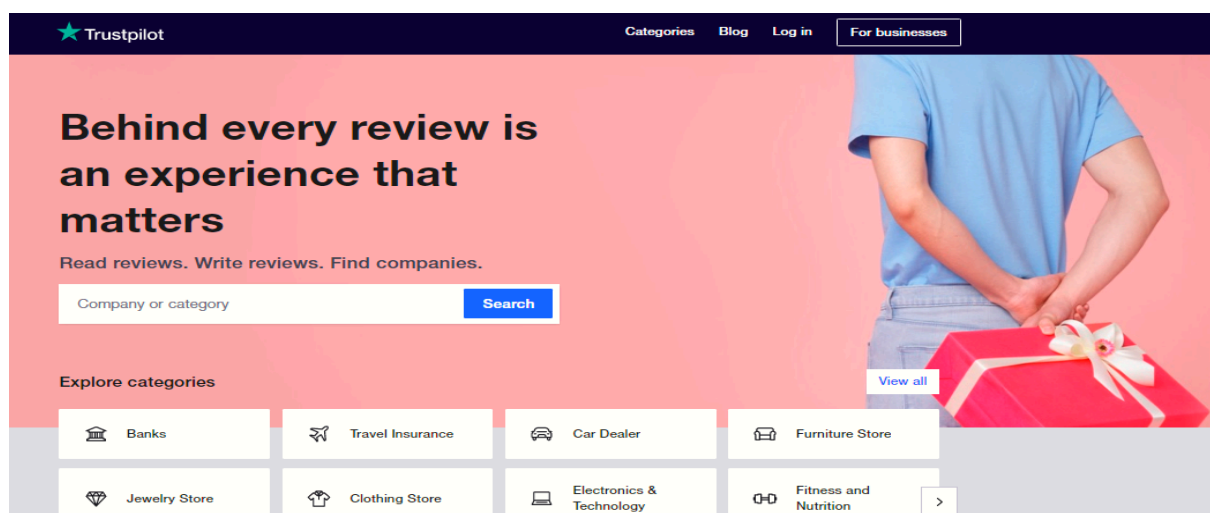 Trustpilot
Categories Blog Log in For businesses
Behind every review is
an experience that
matters
Read reviews. Write reviews. Find companies.
Company or category Search
Explore categories View all
Banks Travel Insurance Car Dealer Furniture Store
Jewelry Store Clothing Store Electronics & Technology Fitness and Nutrition